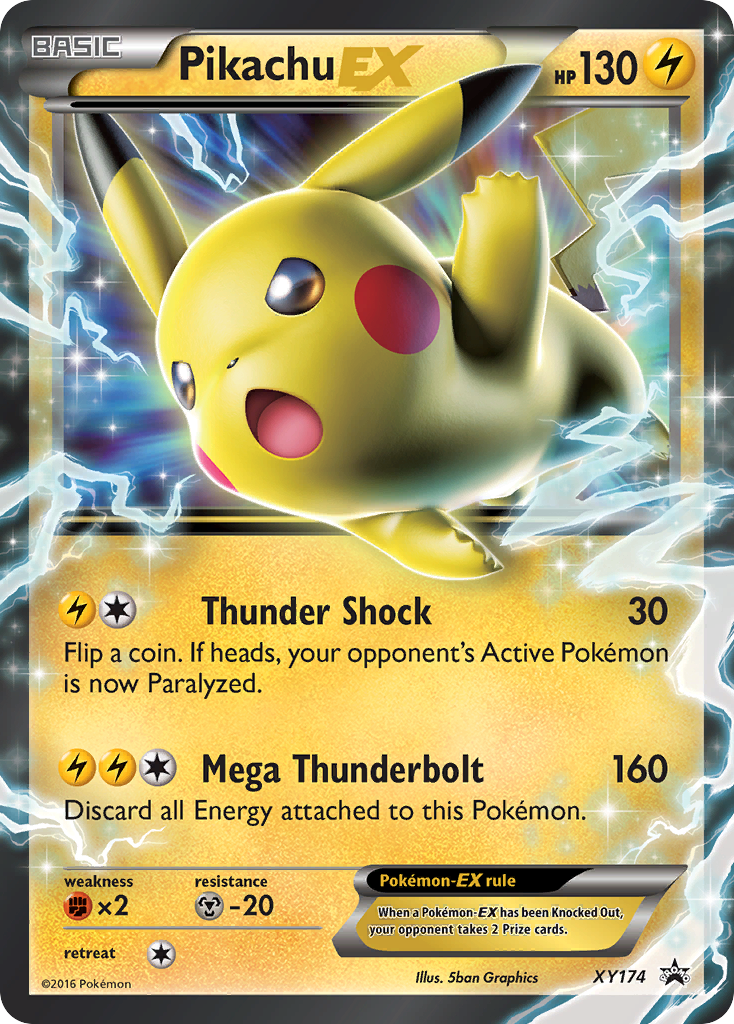 BASIC
Pikachu EX
HP 130
Thunder Shock 30
Flip a coin. If heads, your opponent's Active Pokémon
is now Paralyzed.
Mega Thunderbolt 160
Discard all Energy attached to this Pokémon.
weakness resistance
×2 -20
retreat
Pokémon-EX rule
When a Pokémon-EX has been Knocked Out,
your opponent takes 2 Prize cards.
©2016 Pokémon Illus. 5ban Graphics XY174 PROMO